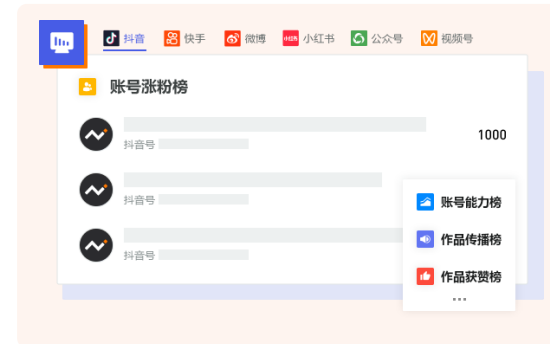 抖音 快手 微博 小红书 公众号 视频号
账号涨粉榜
1000
抖音号
抖音号
账号能力榜
作品传播榜
抖音号
作品获赞榜